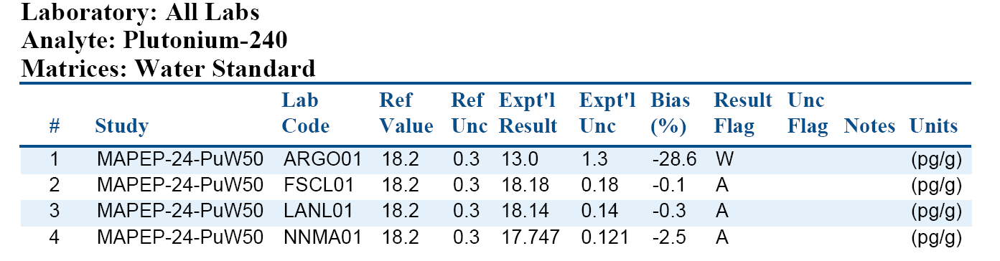 Laboratory: All Labs
Analyte: Plutonium-240
Matrices: Water Standard
# Study Lab Code Ref Value Ref Unc Expt'l Result Expt'l Unc Bias (%) Result Flag Unc Flag Notes Units
1 MAPEP-24-PuW50 ARGO01 18.2 0.3 13.0 1.3 -28.6 W (pg/g)
2 MAPEP-24-PuW50 FSCL01 18.2 0.3 18.18 0.18 -0.1 A (pg/g)
3 MAPEP-24-PuW50 LANL01 18.2 0.3 18.14 0.14 -0.3 A (pg/g)
4 MAPEP-24-PuW50 NNMA01 18.2 0.3 17.747 0.121 -2.5 A (pg/g)